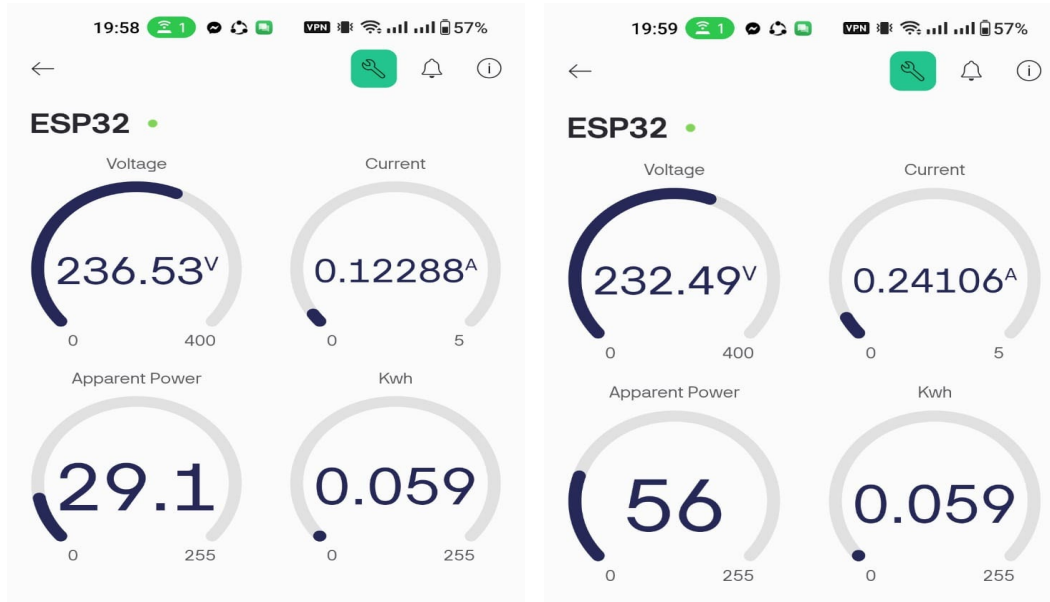 19:58 1 VPN 57%
ESP32
Voltage Current
236.53V 0.12288A
0 400 0 5
Apparent Power Kwh
29.1 0.059
0 255 0 255
19:59 1 VPN 57%
ESP32
Voltage Current
232.49V 0.24106A
0 400 0 5
Apparent Power Kwh
56 0.059
0 255 0 255